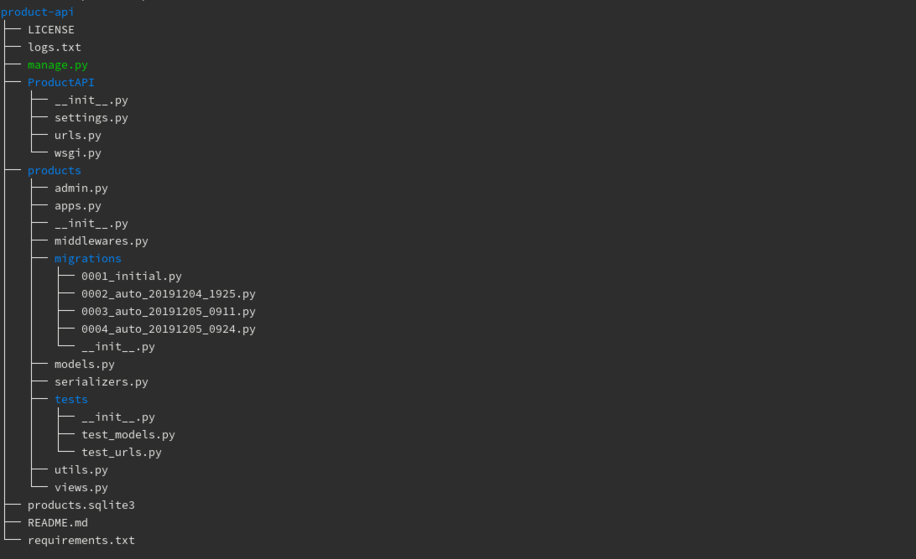 product-api
LICENSE
logs.txt
manage.py
ProductAPI
__init__.py
settings.py
urls.py
wsgi.py
products
admin.py
apps.py
__init__.py
middlewares.py
migrations
0001_initial.py
0002_auto_20191204_1925.py
0003_auto_20191205_0911.py
0004_auto_20191205_0924.py
__init__.py
models.py
serializers.py
tests
__init__.py
test_models.py
test_urls.py
utils.py
views.py
products.sqlite3
README.md
requirements.txt